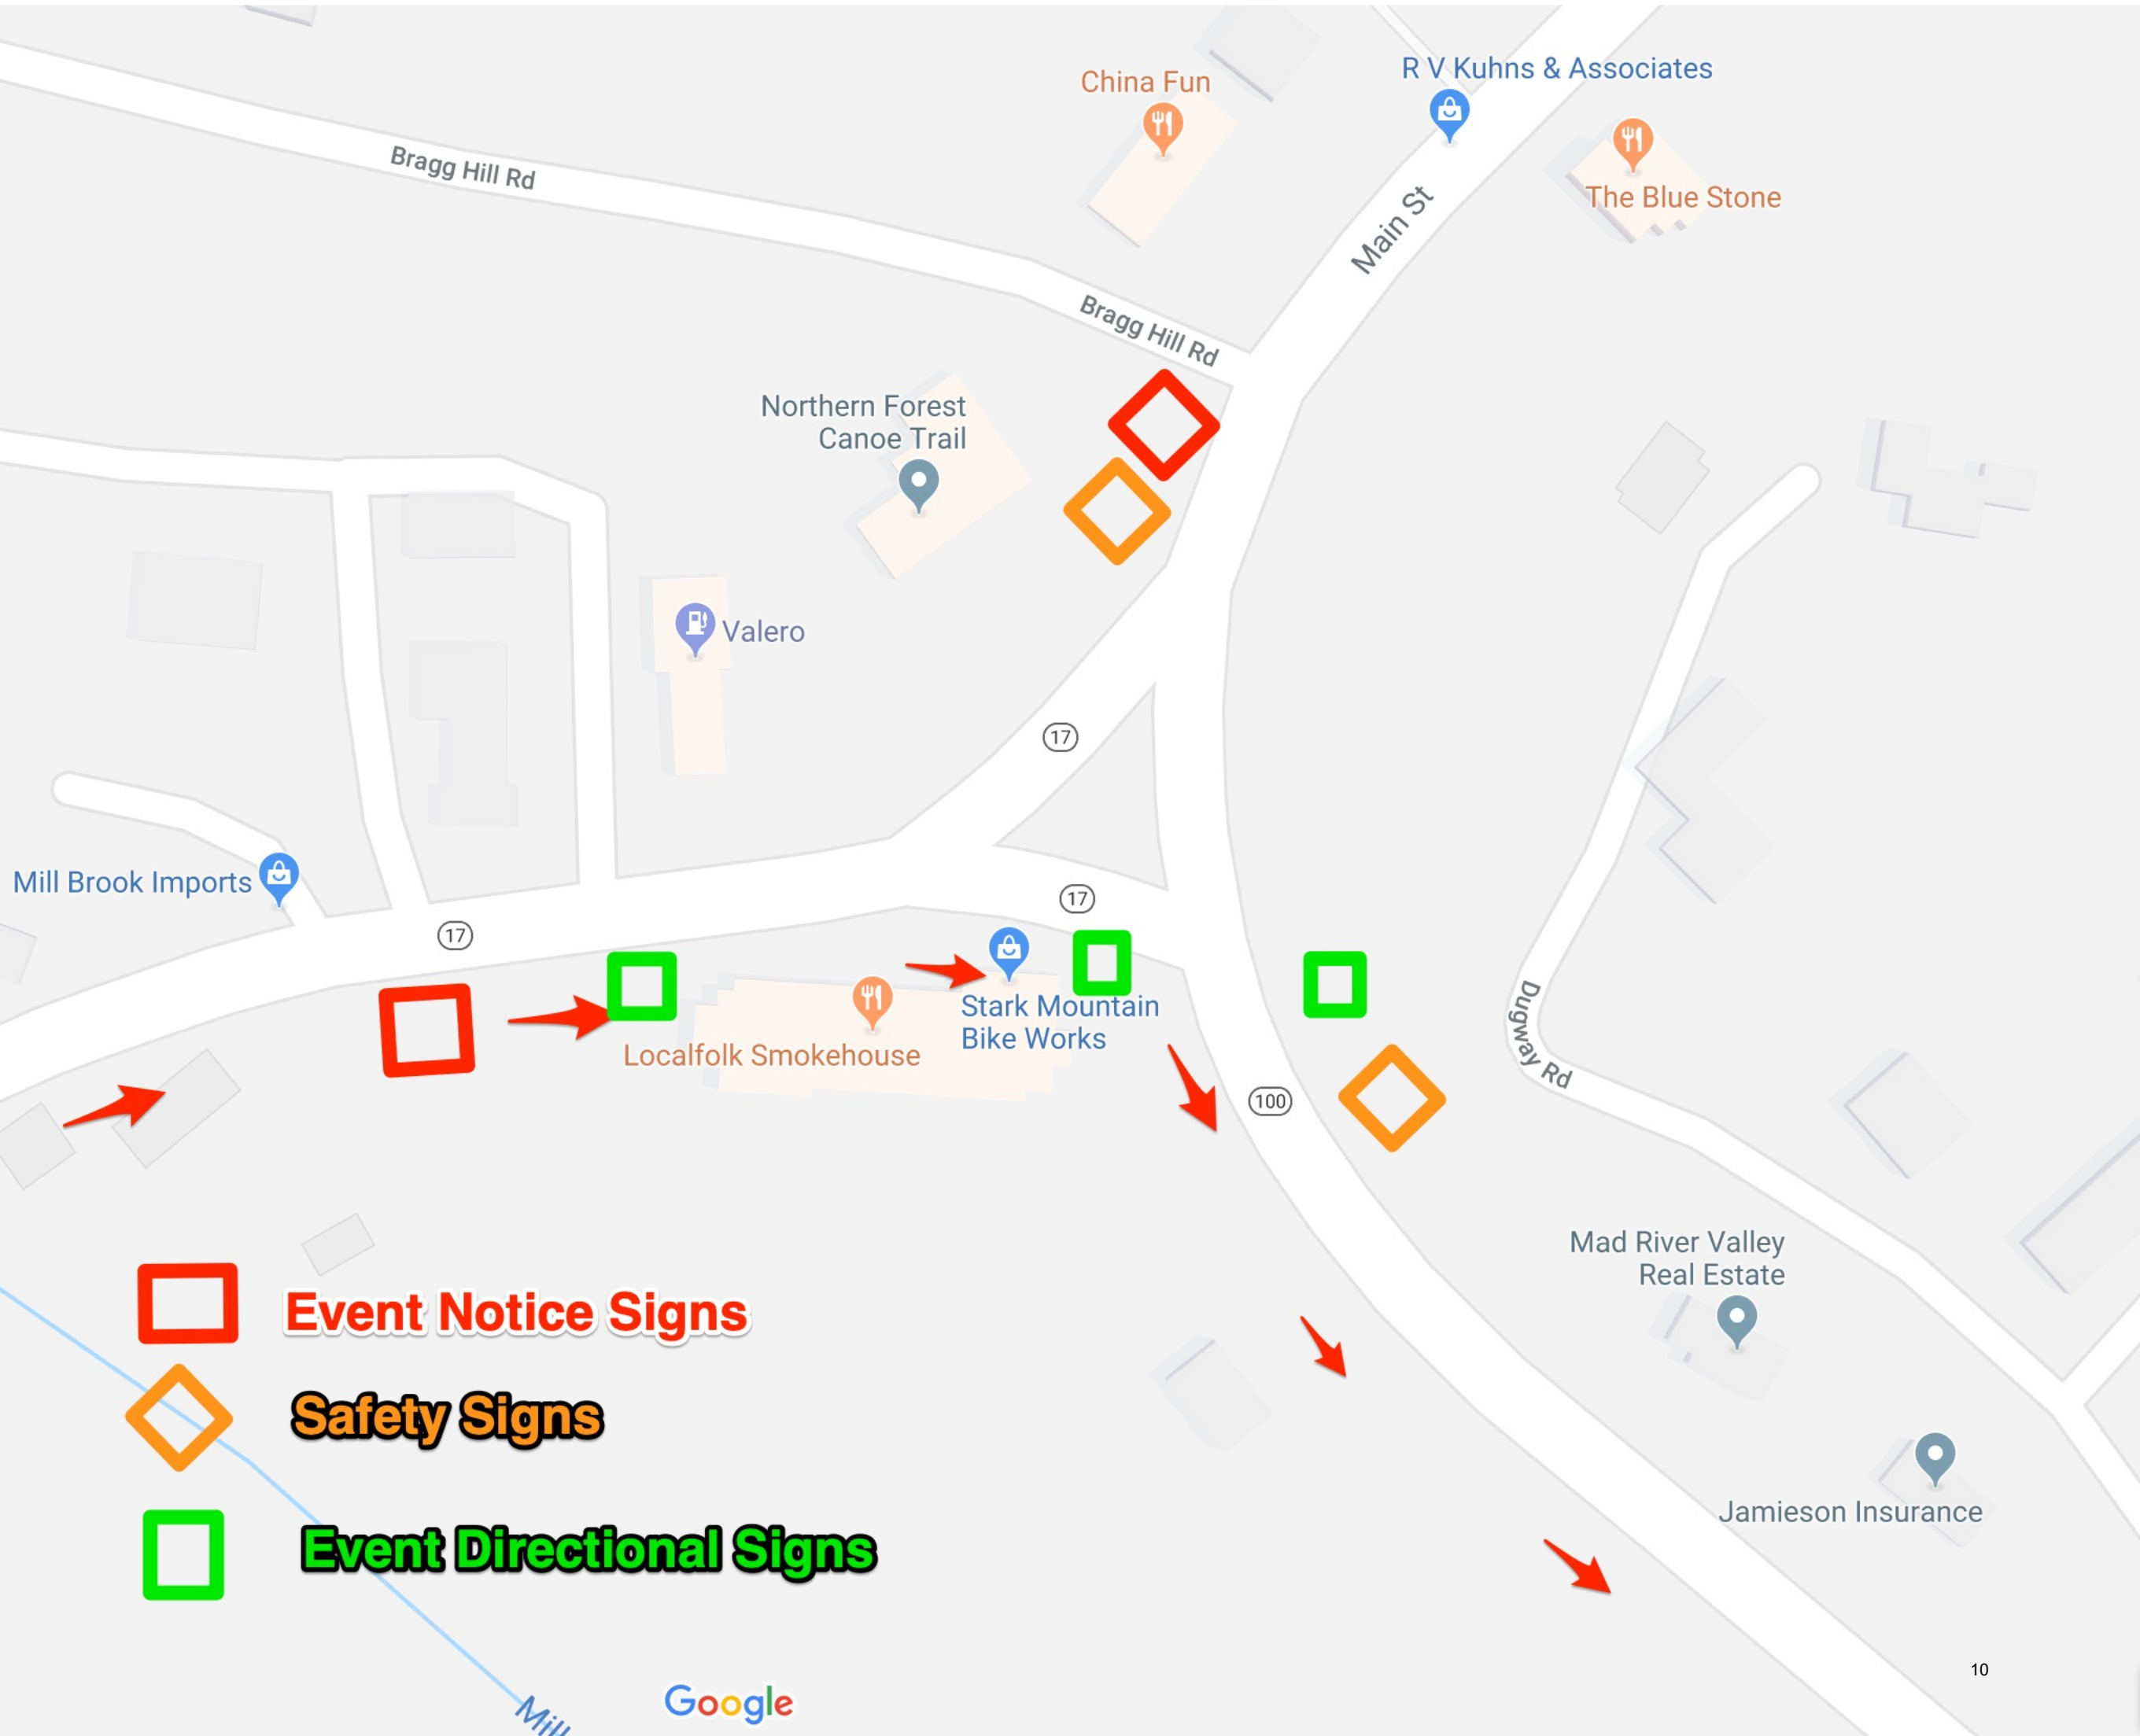 R V Kuhns & Associates
China Fun
The Blue Stone
Bragg Hill Rd
Main St
Bragg Hill Rd
Northern Forest
Canoe Trail
Valero
17
Mill Brook Imports
17
17
Stark Mountain
Bike Works
Localfolk Smokehouse
Dugway Rd
100
Mad River Valley
Real Estate
Event Notice Signs
Safety Signs
Jamieson Insurance
Event Directional Signs
10
Google
Mill